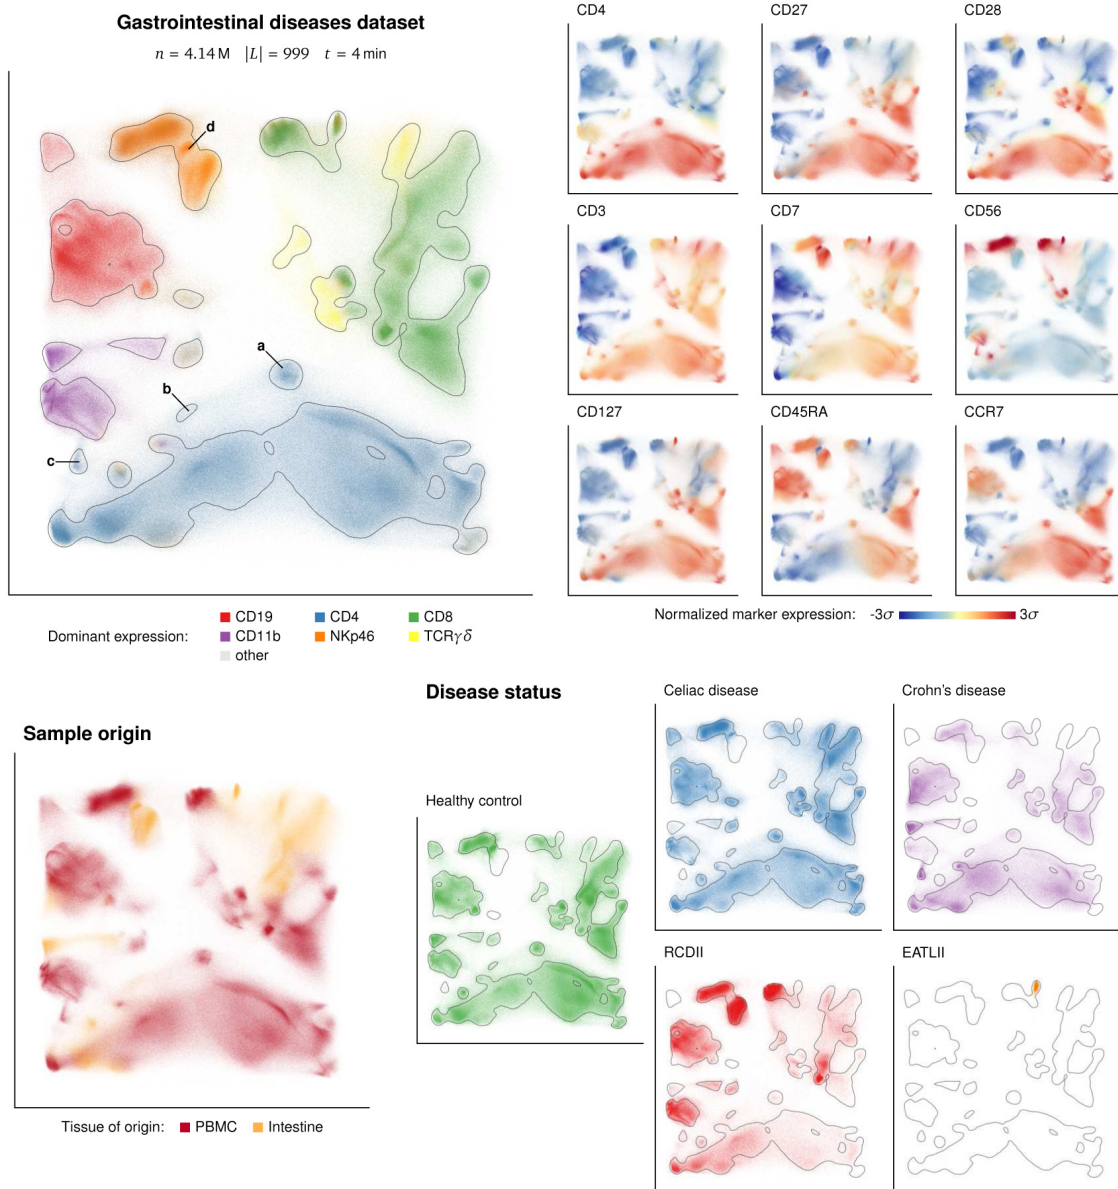 Gastrointestinal diseases dataset
n = 4.14 M |L| = 999 t = 4 min
a
b
c
d
Dominant expression:
CD19
CD4
CD8
CD11b
NKp46
TCRγδ
other
CD4
CD27
CD28
CD3
CD7
CD56
CD127
CD45RA
CCR7
Normalized marker expression: -3σ 3σ
Sample origin
Tissue of origin: PBMC Intestine
Disease status
Healthy control
Celiac disease
Crohn's disease
RCDII
EATLII